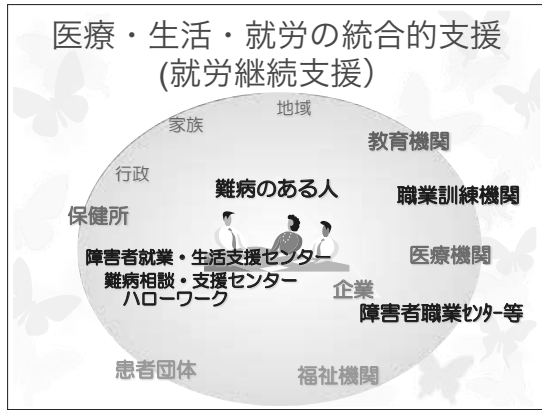 医療・生活・就労の統合的支援
(就労継続支援）
地域
家族
教育機関
行政
難病のある人
職業訓練機関
保健所
障害者就業・生活支援センター
医療機関
難病相談・支援センター
企業
ハローワーク
障害者職業ｾﾝﾀｰ等
患者団体
福祉機関